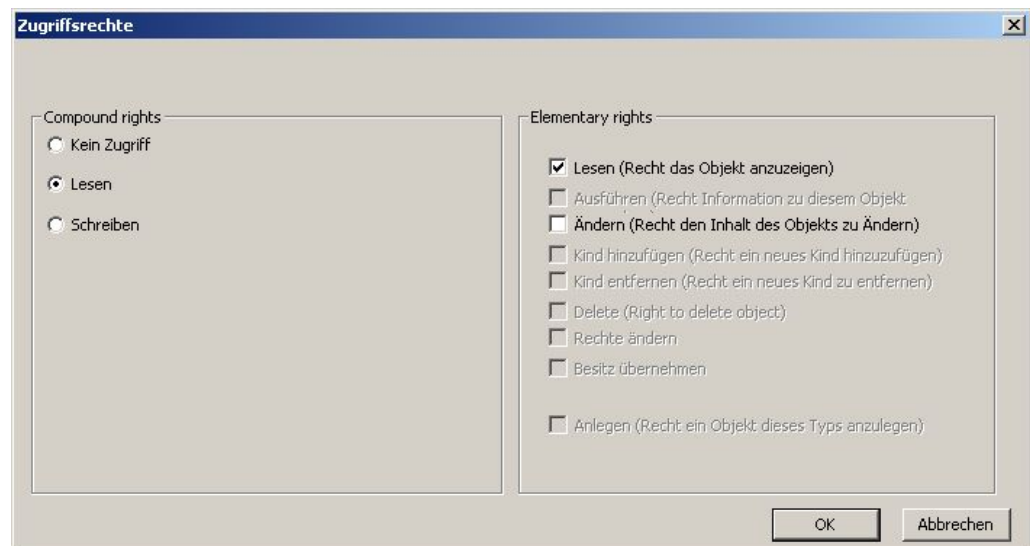 Zugriffsrechte
Compound rights
Kein Zugriff
Lesen
Schreiben
Elementary rights
Lesen (Recht das Objekt anzuzeigen)
Ausführen (Recht Information zu diesem Objekt
Ändern (Recht den Inhalt des Objekts zu Ändern)
Kind hinzufügen (Recht ein neues Kind hinzuzufügen)
Kind entfernen (Recht ein neues Kind zu entfernen)
Delete (Right to delete object)
Rechte ändern
Besitz übernehmen
Anlegen (Recht ein Objekt dieses Typs anzulegen)
OK
Abbrechen